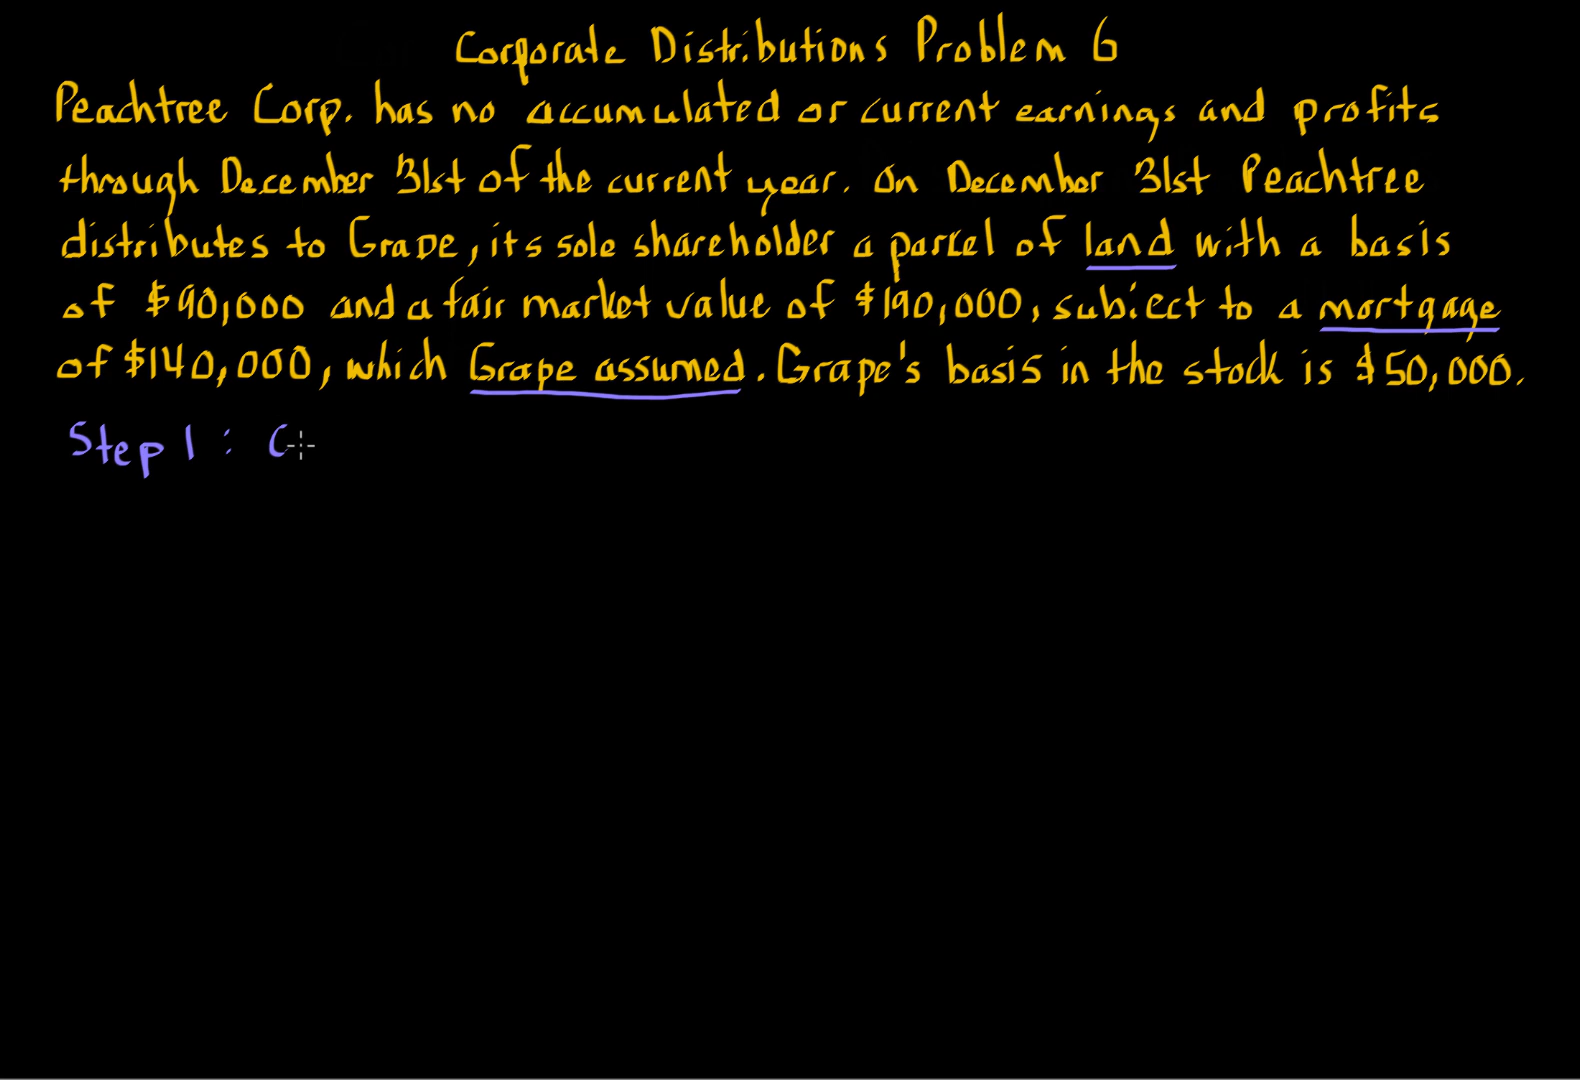 Corporate Distributions Problem 6
Peachtree Corp. has no accumulated or current earnings and profits
through December 31st of the current year. On December 31st Peachtree
distributes to Grape, its sole shareholder a parcel of land with a basis
of $90,000 and a fair market value of $190,000, subject to a mortgage
of $140,000, which Grape assumed. Grape's basis in the stock is $50,000.
Step 1 : C